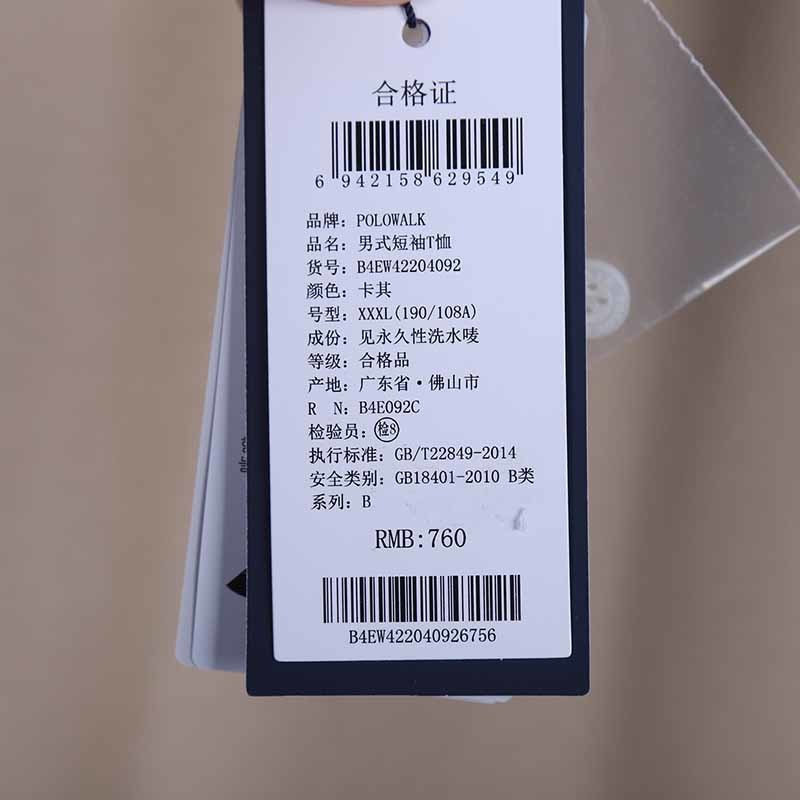 合格证
6 942158 629549
品牌: POLOWALK
品名: 男式短袖T恤
货号: B4EW42204092
颜色: 卡其
号型: XXXL(190/108A)
成份: 见永久性洗水唛
等级: 合格品
产地: 广东省·佛山市
R N: B4E092C
检验员: 检8
执行标准: GB/T22849-2014
安全类别: GB18401-2010 B类
系列: B
RMB:760
B4EW422040926756